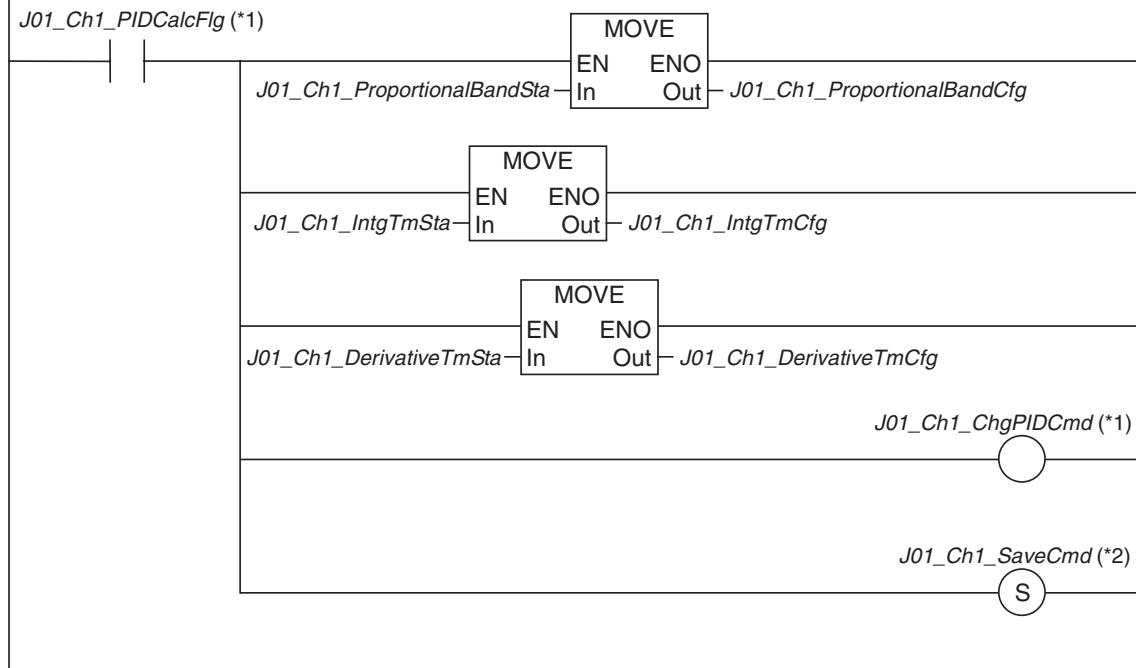 J01_Ch1_PIDCalcFlg (*1)
MOVE
EN ENO
J01_Ch1_ProportionalBandSta In Out J01_Ch1_ProportionalBandCfg
MOVE
EN ENO
J01_Ch1_IntgTmSta In Out J01_Ch1_IntgTmCfg
MOVE
EN ENO
J01_Ch1_DerivativeTmSta In Out J01_Ch1_DerivativeTmCfg
J01_Ch1_ChgPIDCmd (*1)
J01_Ch1_SaveCmd (*2)
S